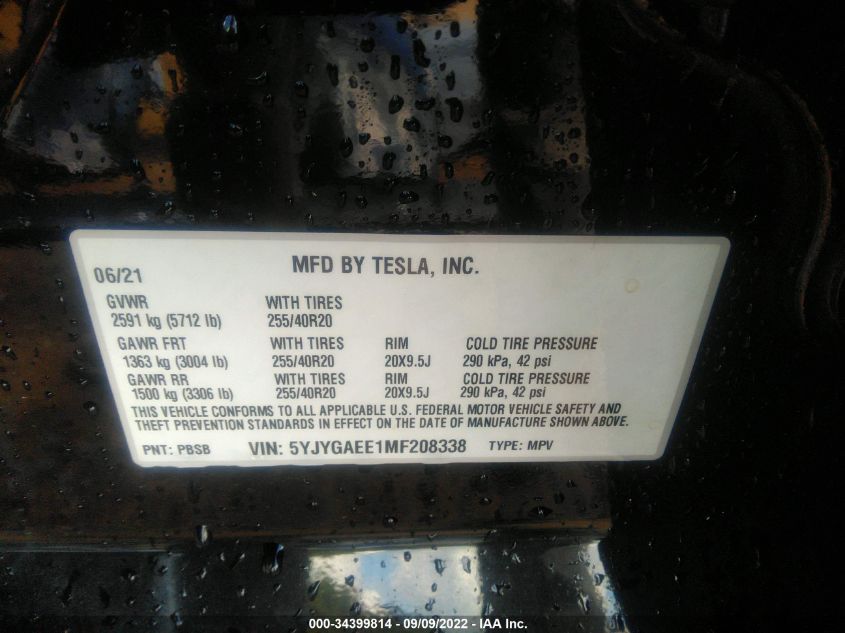 06/21 MFD BY TESLA, INC.
GVWR WITH TIRES
2591 kg (5712 lb) 255/40R20
GAWR FRT WITH TIRES RIM COLD TIRE PRESSURE
1363 kg (3004 lb) 255/40R20 20X9.5J 290 kPa, 42 psi
GAWR RR WITH TIRES RIM COLD TIRE PRESSURE
1500 kg (3306 lb) 255/40R20 20X9.5J 290 kPa, 42 psi
THIS VEHICLE CONFORMS TO ALL APPLICABLE U.S. FEDERAL MOTOR VEHICLE SAFETY AND
THEFT PREVENTION STANDARDS IN EFFECT ON THE DATE OF MANUFACTURE SHOWN ABOVE.
PNT: PBSB VIN: 5YJYGAEE1MF208338 TYPE: MPV
000-34399814 - 09/09/2022 - IAA Inc.